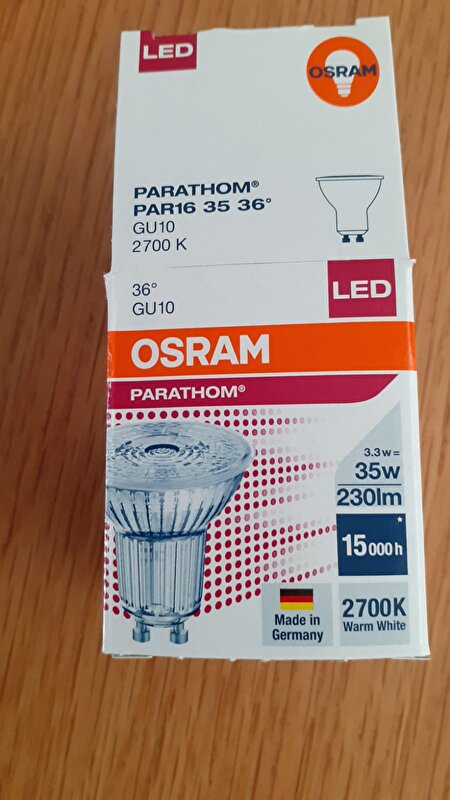 LED
OSRAM
PARATHOM®
PAR16 35 36°
GU10
2700 K
36°
GU10
LED
OSRAM
PARATHOM®
3.3w=
35w
230lm
15000h*
Made in
Germany
2700K
Warm White